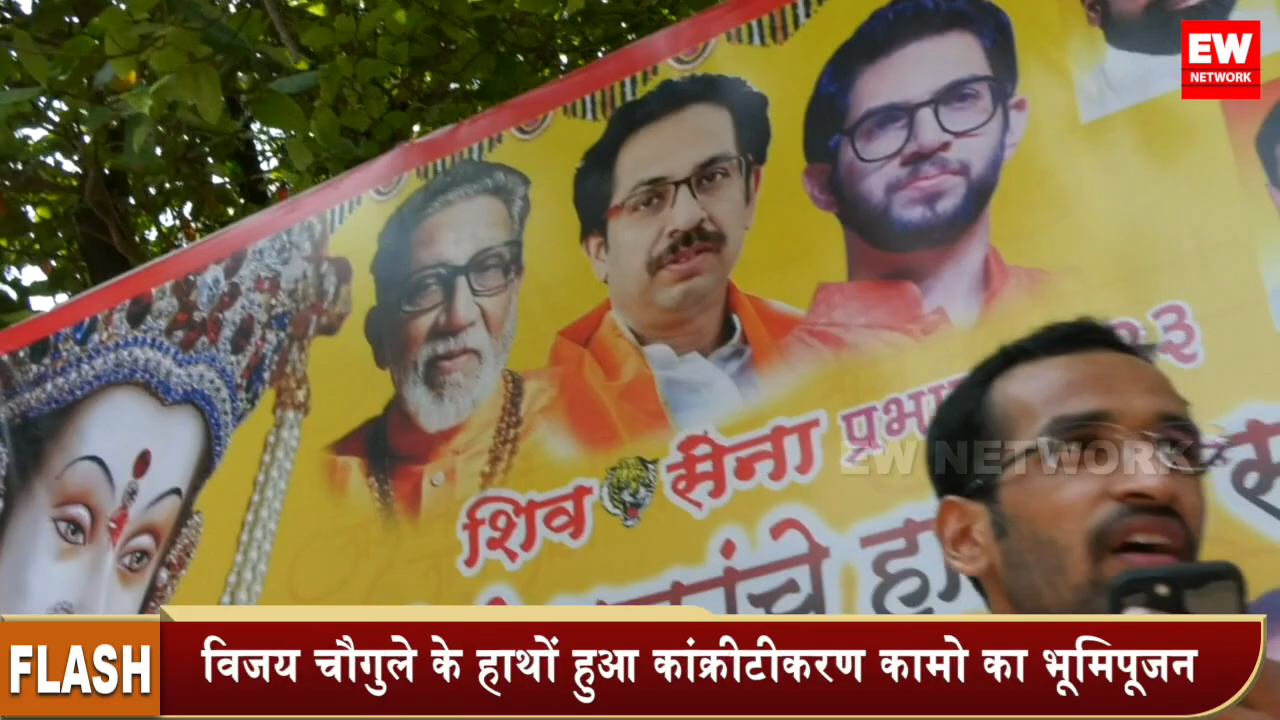 EW
NETWORK
शिव सेना
EW NETWORK
FLASH
विजय चौगुले के हाथों हुआ कांक्रीटीकरण कामो का भूमिपूजन